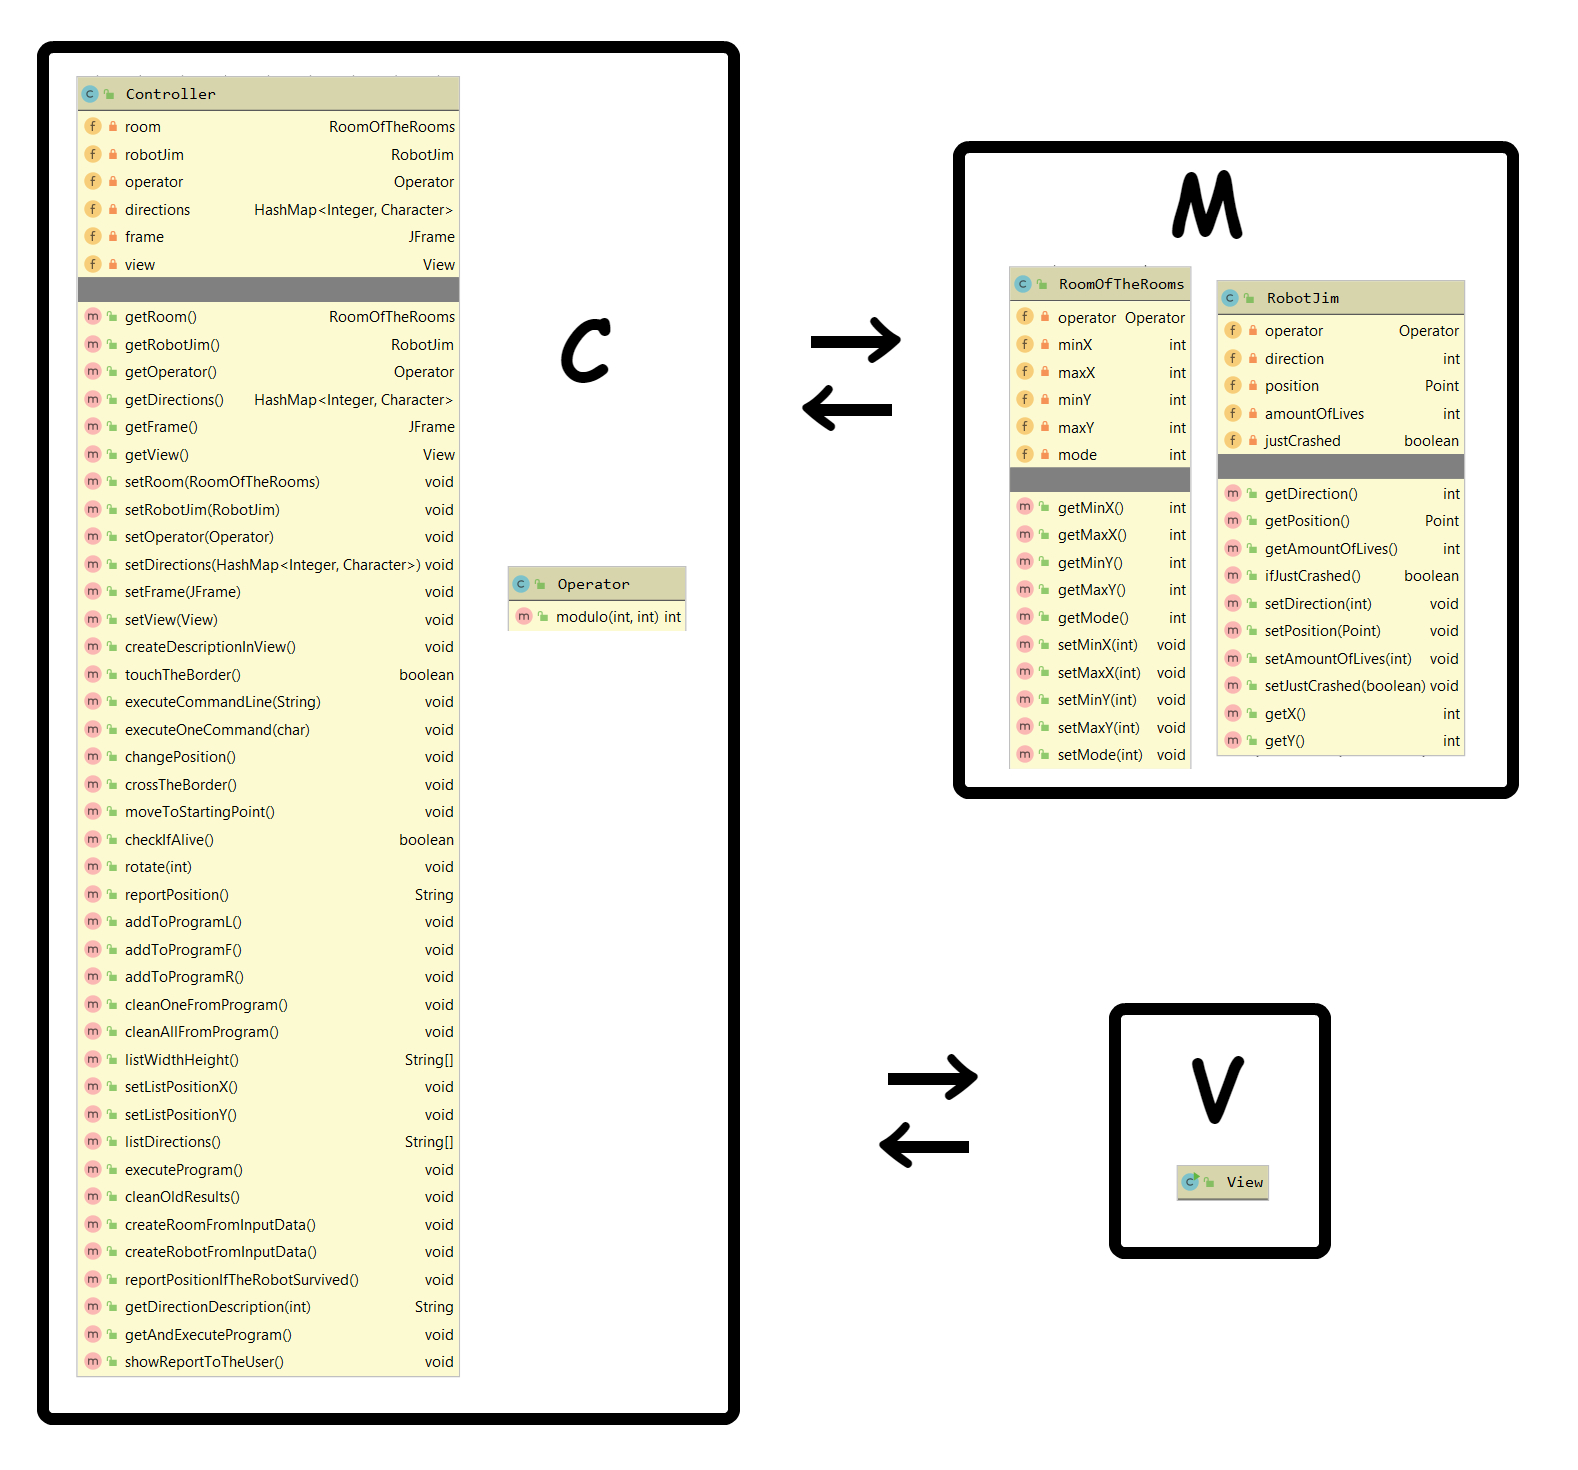 Controller
room RoomOfTheRooms
robotJim RobotJim
operator Operator
directions HashMap<Integer, Character>
frame JFrame
view View
getRoom() RoomOfTheRooms
getRobotJim() RobotJim
getOperator() Operator
getDirections() HashMap<Integer, Character>
getFrame() JFrame
getView() View
setRoom(RoomOfTheRooms) void
setRobotJim(RobotJim) void
setOperator(Operator) void
setDirections(HashMap<Integer, Character>) void
setFrame(JFrame) void
setView(View) void
createDescriptionInView() void
touchTheBorder() boolean
executeCommandLine(String) void
executeOneCommand(char) void
changePosition() void
crossTheBorder() void
moveToStartingPoint() void
checkIfAlive() boolean
rotate(int) void
reportPosition() String
addToProgramL() void
addToProgramF() void
addToProgramR() void
cleanOneFromProgram() void
cleanAllFromProgram() void
listWidthHeight() String[]
setListPositionX() void
setListPositionY() void
listDirections() String[]
executeProgram() void
cleanOldResults() void
createRoomFromInputData() void
createRobotFromInputData() void
reportPositionIfTheRobotSurvived() void
getDirectionDescription(int) String
getAndExecuteProgram() void
showReportToTheUser() void
C
Operator
modulo(int, int) int
M
RoomOfTheRooms
operator Operator
minX int
maxX int
minY int
maxY int
mode int
getMinX() int
getMaxX() int
getMinY() int
getMaxY() int
getMode() int
setMinX(int) void
setMaxX(int) void
setMinY(int) void
setMaxY(int) void
setMode(int) void
RobotJim
operator Operator
direction int
position Point
amountOfLives int
justCrashed boolean
getDirection() int
getPosition() Point
getAmountOfLives() int
ifJustCrashed() boolean
setDirection(int) void
setPosition(Point) void
setAmountOfLives(int) void
setJustCrashed(boolean) void
getX() int
getY() int
V
View